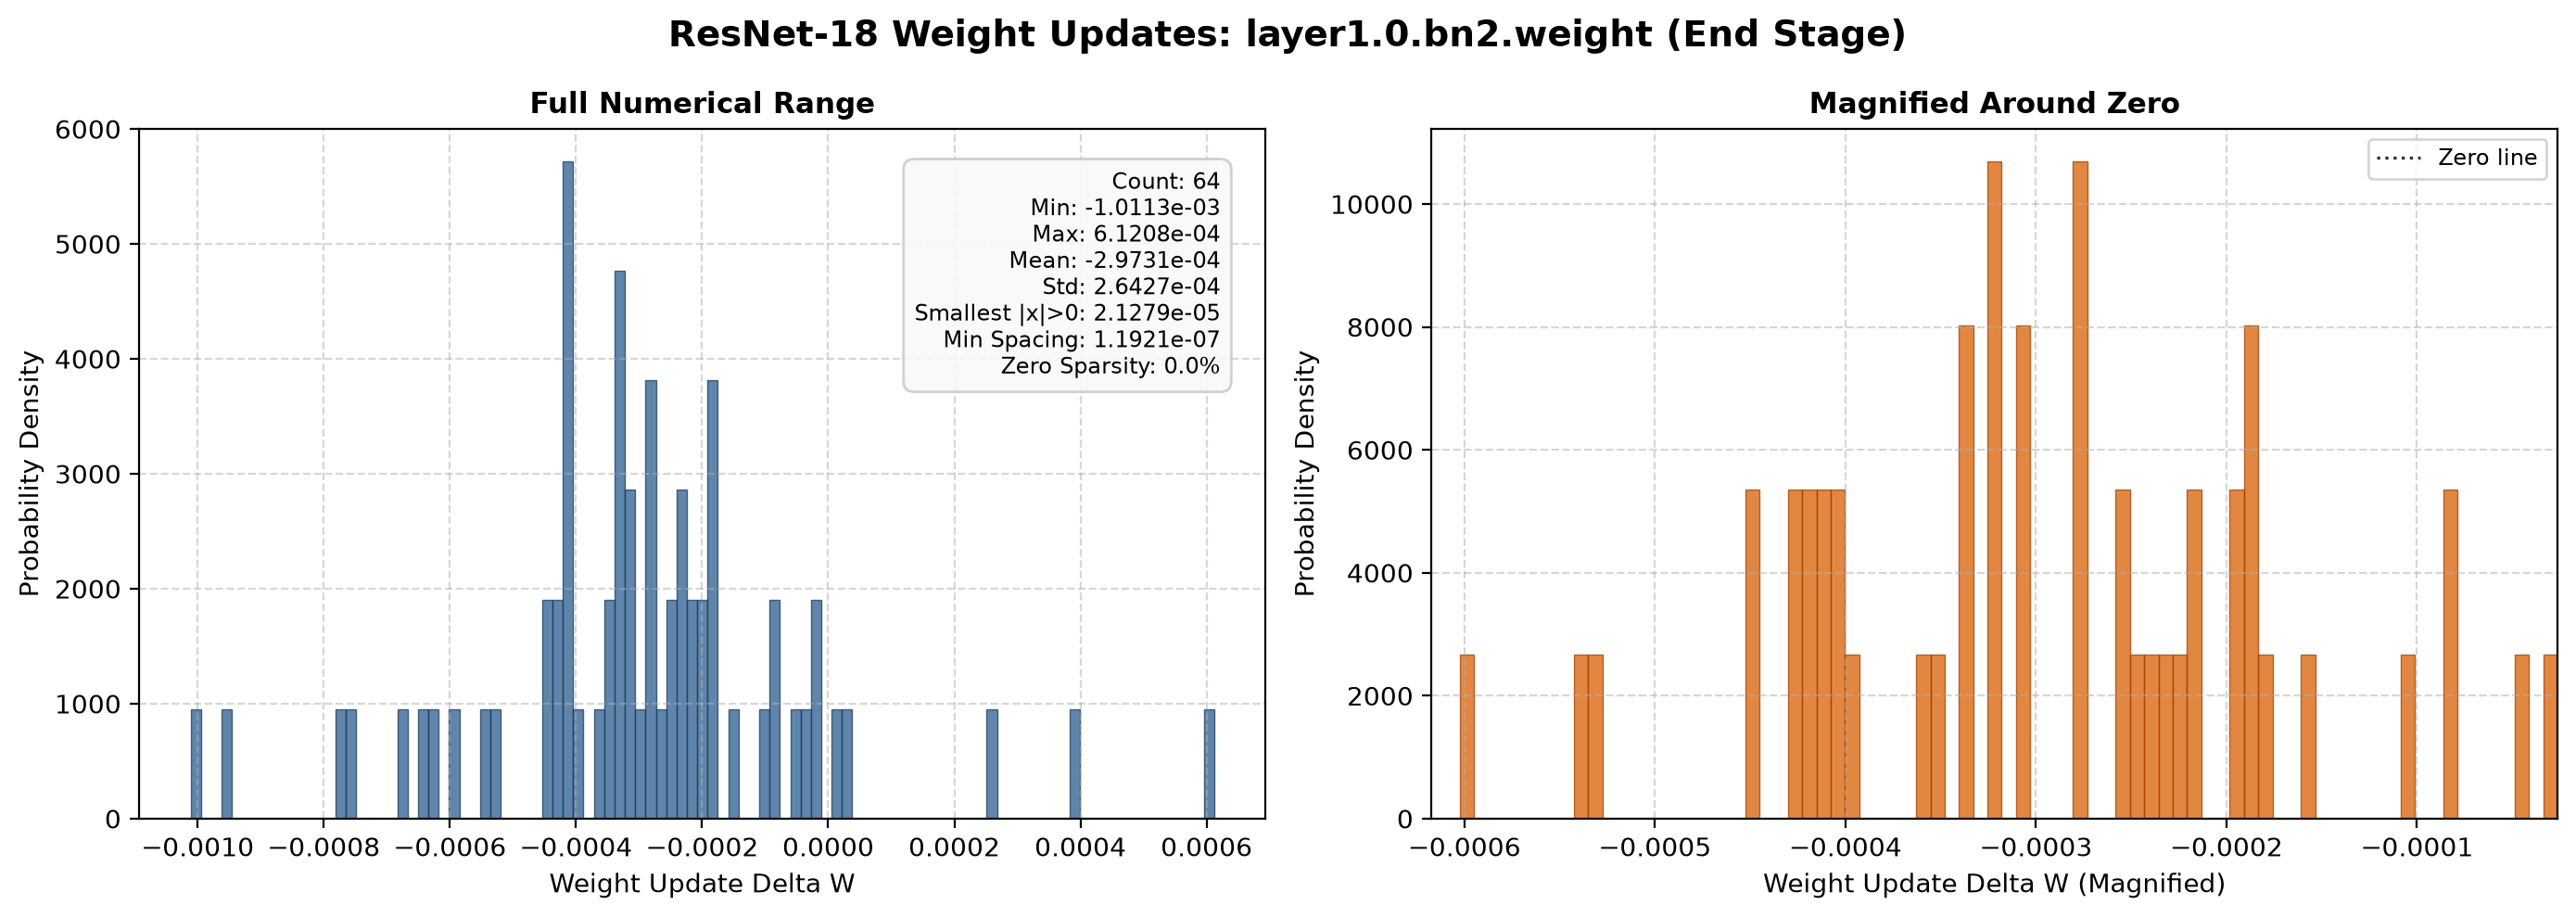 ResNet-18 Weight Updates: layer1.0.bn2.weight (End Stage)
Full Numerical Range
6000
5000
4000
3000
2000
1000
0
Probability Density
Count: 64
Min: -1.0113e-03
Max: 6.1208e-04
Mean: -2.9731e-04
Std: 2.6427e-04
Smallest |x|>0: 2.1279e-05
Min Spacing: 1.1921e-07
Zero Sparsity: 0.0%
−0.0010 −0.0008 −0.0006 −0.0004 −0.0002 0.0000 0.0002 0.0004 0.0006
Weight Update Delta W
Magnified Around Zero
Zero line
10000
8000
6000
4000
2000
0
Probability Density
−0.0006 −0.0005 −0.0004 −0.0003 −0.0002 −0.0001
Weight Update Delta W (Magnified)